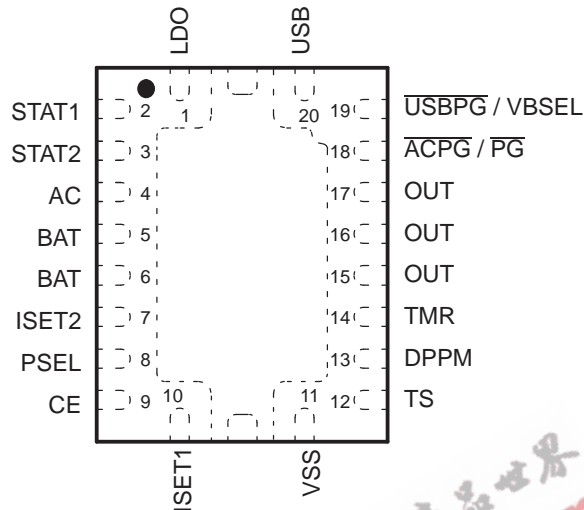 LDO
USB
1
20
STAT1 2
19 USBPG / VBSEL
STAT2 3
18 ACPG / PG
AC 4
17 OUT
BAT 5
16 OUT
BAT 6
15 OUT
ISET2 7
14 TMR
PSEL 8
13 DPPM
CE 9
12 TS
10
11
ISET1
VSS
世界